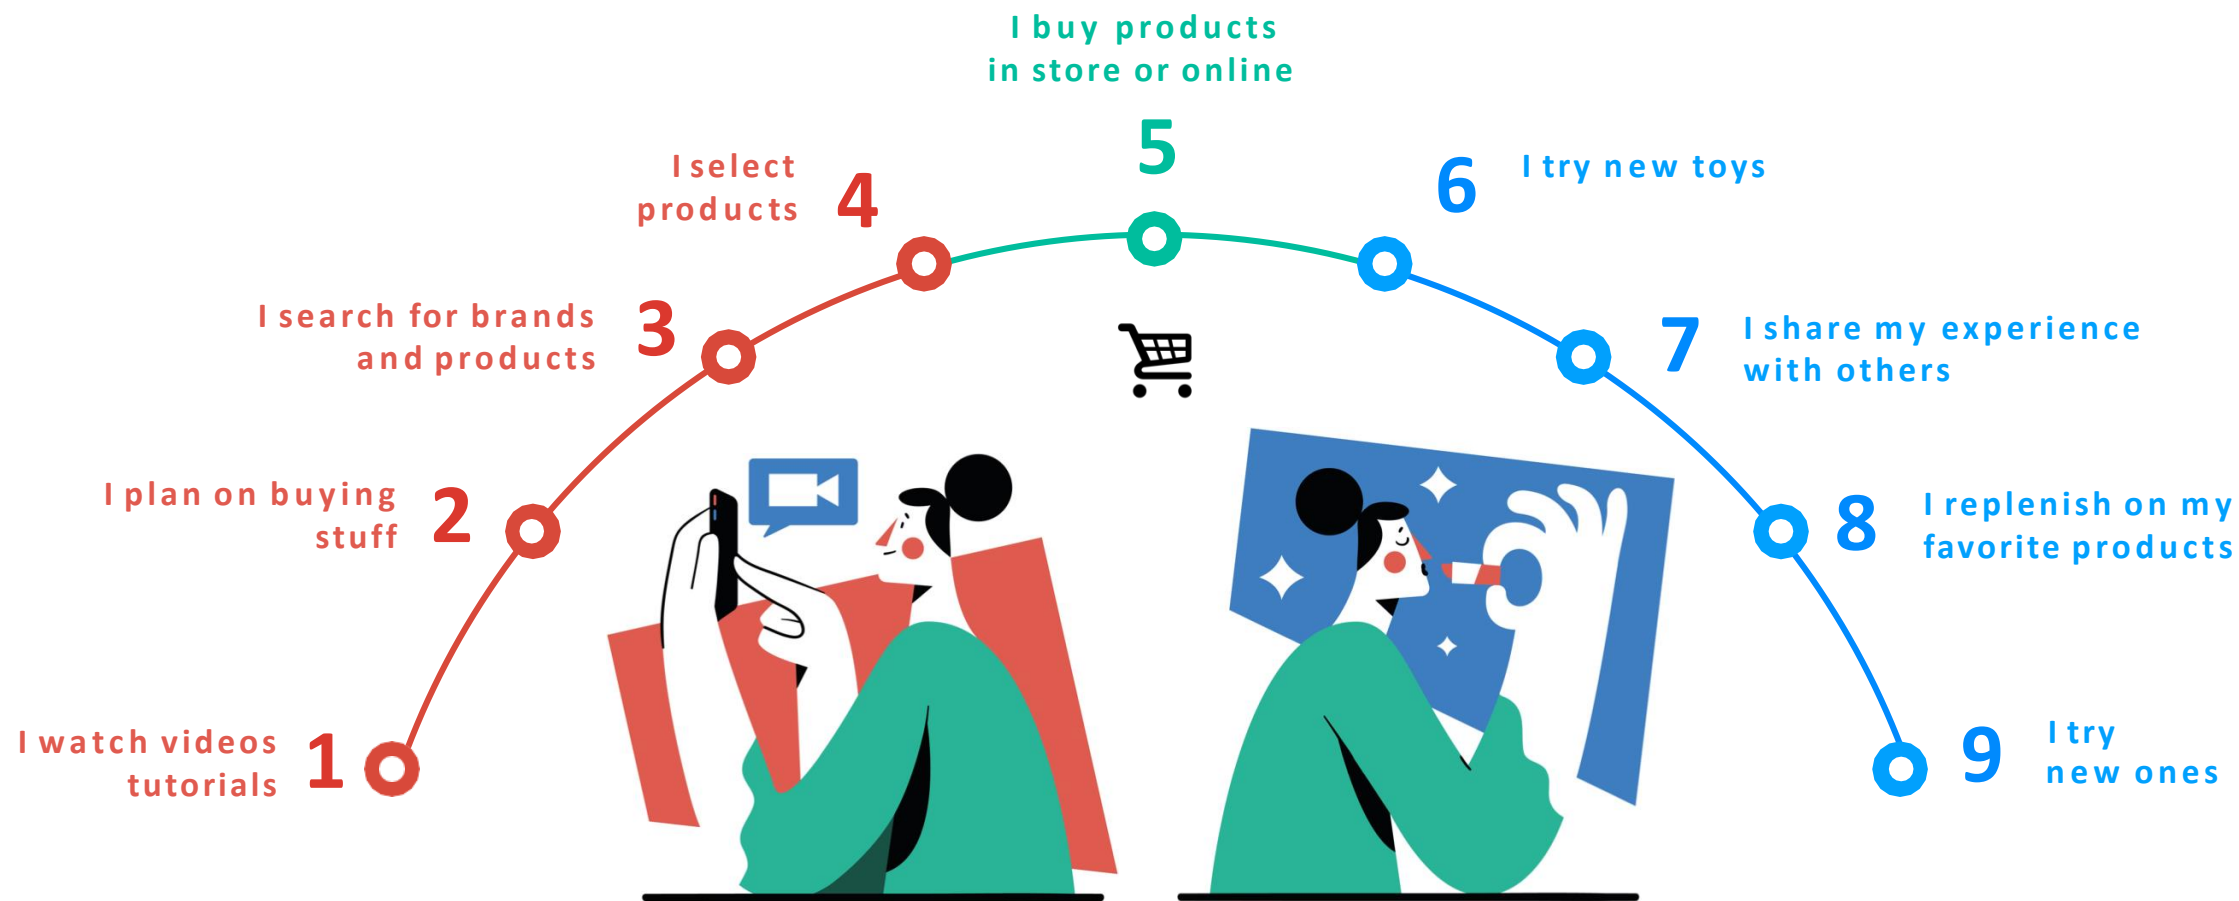 1
I watch videos
tutorials
2
I plan on buying
stuff
3
I search for brands
and products
4
I select
products
5
I buy products
in store or online
6
I try new toys
7
I share my experience
with others
8
I replenish on my
favorite products
9
I try
new ones